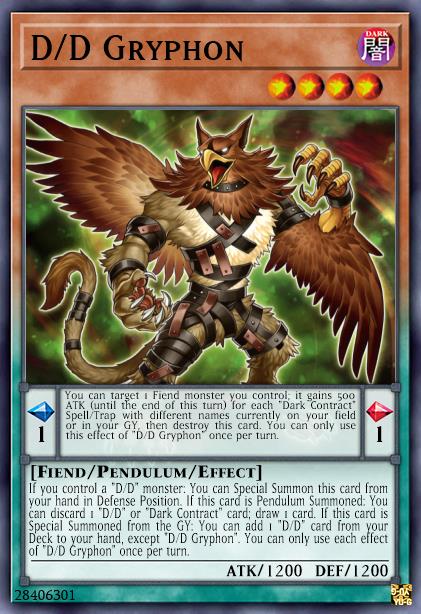 D/D Gryphon
DARK
闇
You can target 1 Fiend monster you control; it gains 500
ATK (until the end of this turn) for each "Dark Contract"
Spell/Trap with different names currently on your field
or in your GY, then destroy this card. You can only use
this effect of "D/D Gryphon" once per turn.
1
1
[Fiend/Pendulum/Effect]
If you control a "D/D" monster: You can Special Summon this card from
your hand in Defense Position. If this card is Pendulum Summoned: You
can discard 1 "D/D" or "Dark Contract" card; draw 1 card. If this card is
Special Summoned from the GY: You can add 1 "D/D" card from your
Deck to your hand, except "D/D Gryphon". You can only use each effect
of "D/D Gryphon" once per turn.
ATK/1200 DEF/1200
28406301